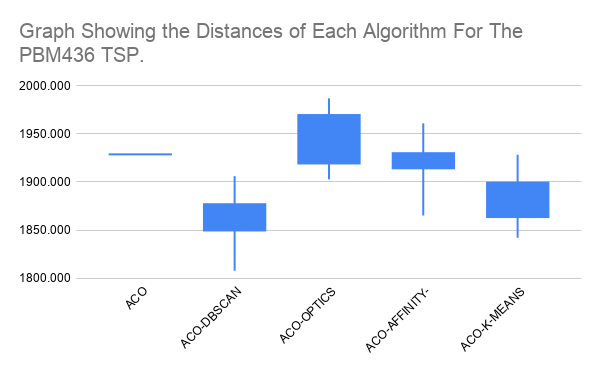 Graph Showing the Distances of Each Algorithm For The
PBM436 TSP.
2000.000
1950.000
1900.000
1850.000
1800.000
ACO
ACO-DBSCAN
ACO-OPTICS
ACO-AFFINITY-
ACO-K-MEANS